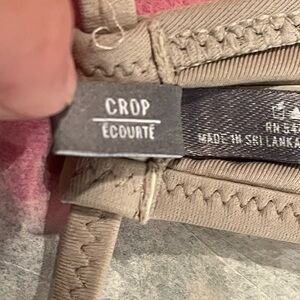 CROP
ÉCOURTÉ
RN 54
MADE IN SRI LANKA